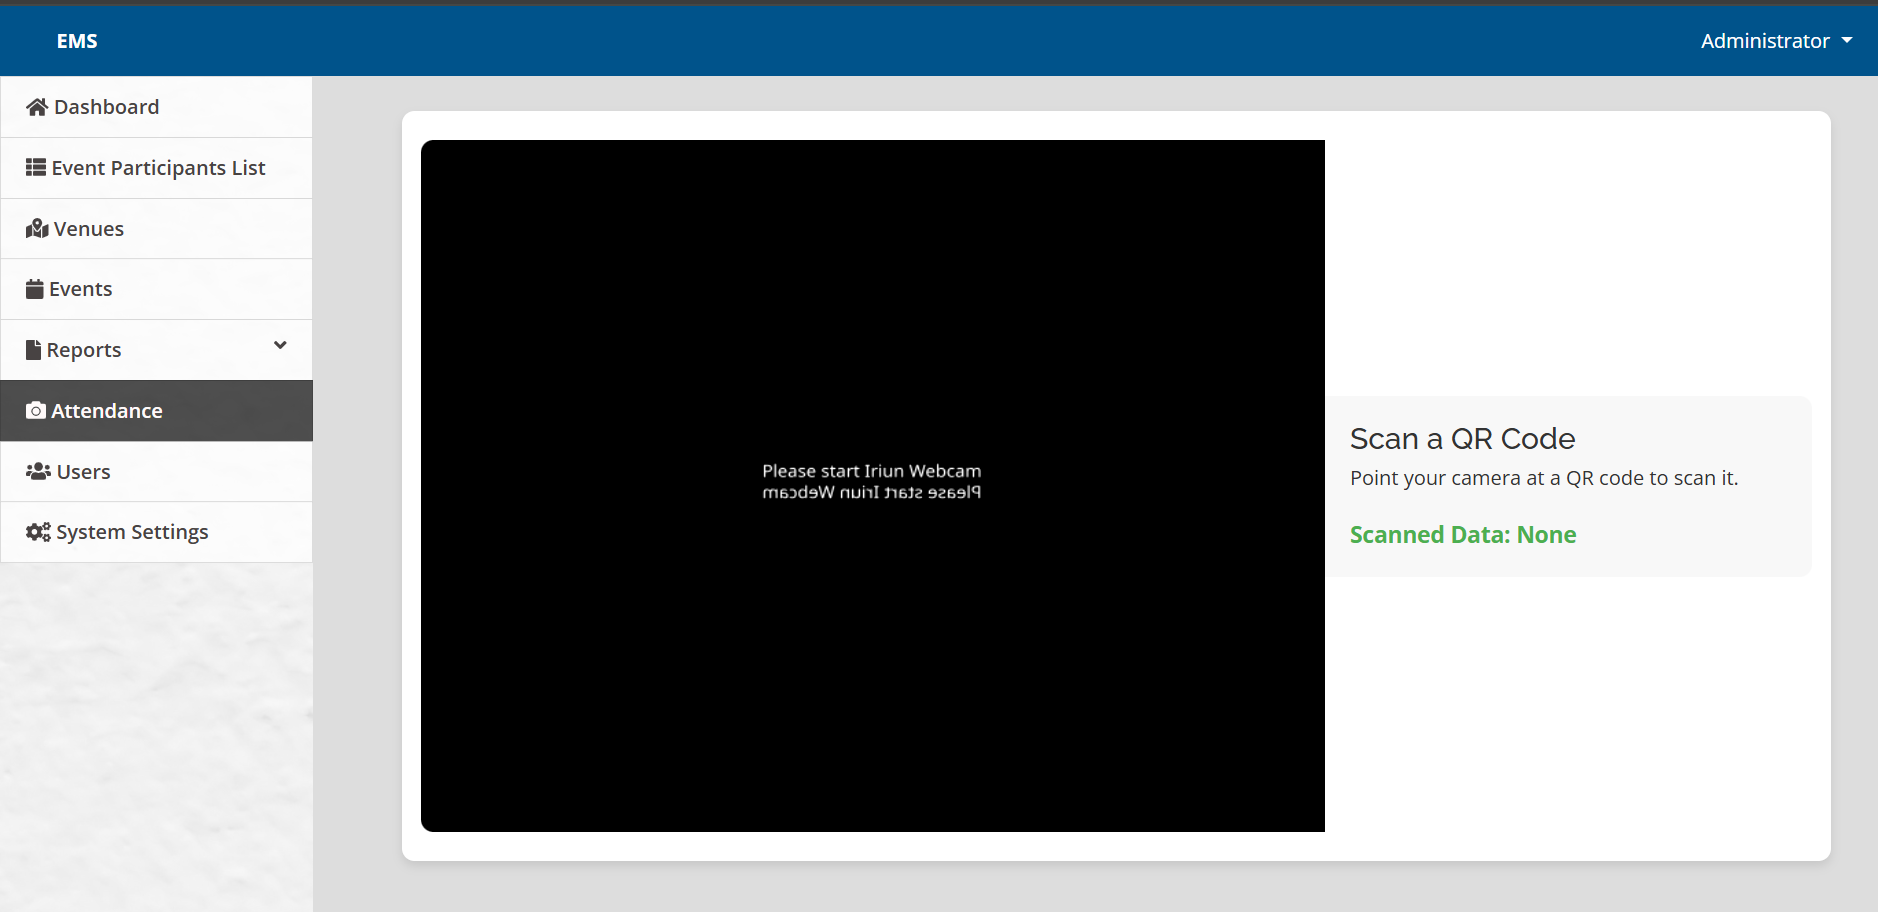 EMS
Administrator
Dashboard
Event Participants List
Venues
Events
Reports
Attendance
Users
System Settings
Please start Iriun Webcam
Please start Iriun Webcam
Scan a QR Code
Point your camera at a QR code to scan it.
Scanned Data: None